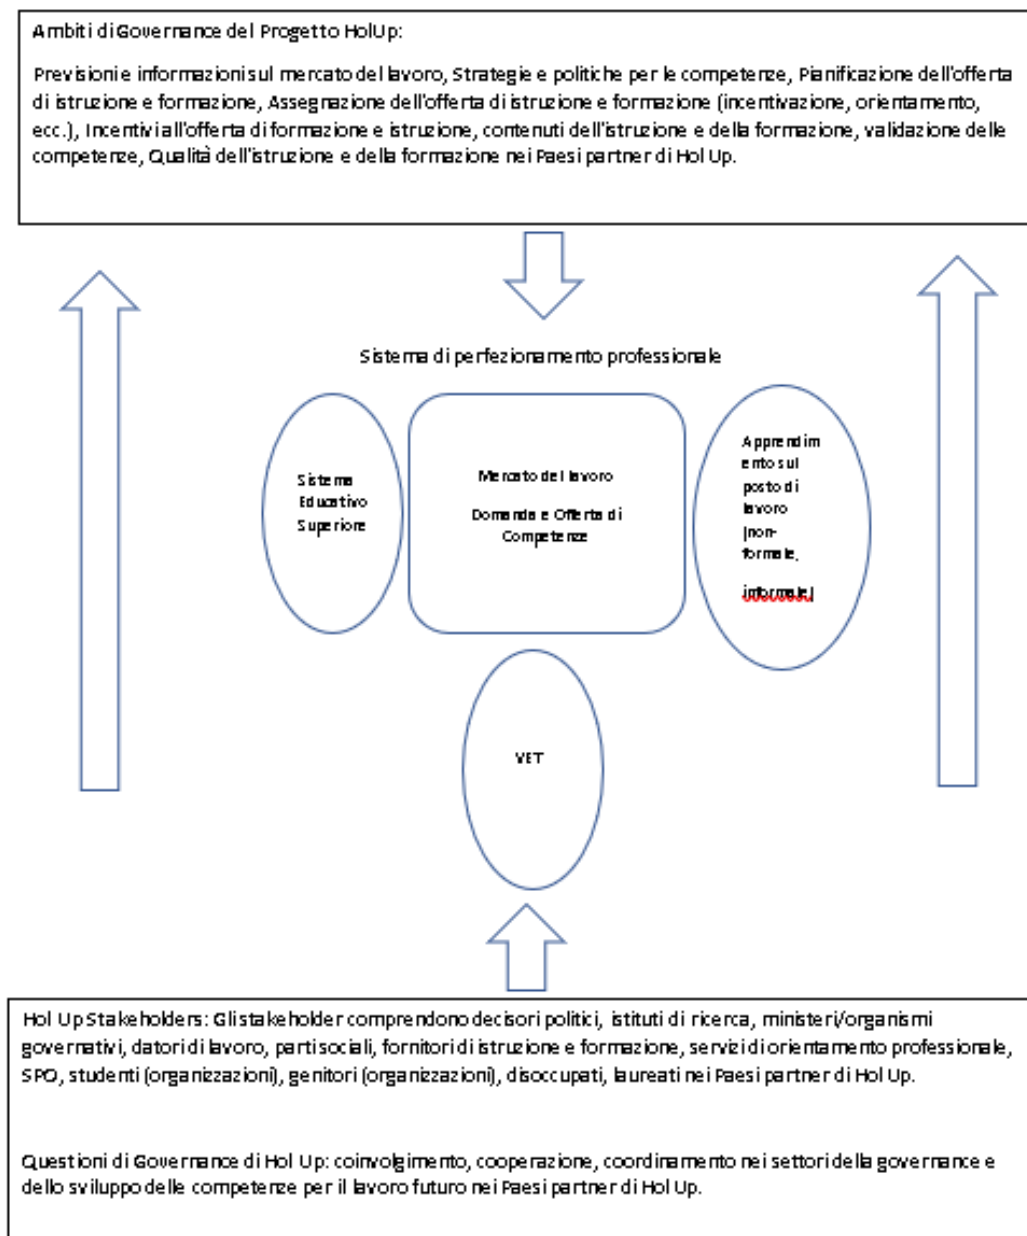 Ambiti di Governance del Progetto HolUp:
Previsioni e informazioni sul mercato del lavoro, Strategie e politiche per le competenze, Pianificazione dell'offerta
di istruzione e formazione, Assegnazione dell'offerta di istruzione e formazione (incentivazione, orientamento,
ecc.), Incentivi all'offerta di formazione e istruzione, contenuti dell'istruzione e della formazione, validazione delle
competenze, Qualità dell'istruzione e della formazione nei Paesi partner di Hol Up.
Sistema di perfezionamento professionale
Sistema
Educativo
Superiore
Mercato del lavoro
Domanda e Offerta di
Competenze
Apprendim
ento sul
posto di
lavoro
(non-
formale,
informale)
VET
Hol Up Stakeholders: Gli stakeholder comprendono decisori politici, istituti di ricerca, ministeri/organismi
governativi, datori di lavoro, parti sociali, fornitori di istruzione e formazione, servizi di orientamento professionale,
SPO, studenti (organizzazioni), genitori (organizzazioni), disoccupati, laureati nei Paesi partner di Hol Up.
Questioni di Governance di Hol Up: coinvolgimento, cooperazione, coordinamento nei settori della governance e
dello sviluppo delle competenze per il lavoro futuro nei Paesi partner di Hol Up.